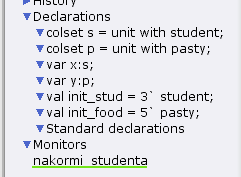 History
Declarations
colset s = unit with student;
colset p = unit with pasty;
var x:s;
var y:p;
val init_stud = 3` student;
val init_food = 5` pasty;
Standard declarations
Monitors
nakormi_studenta